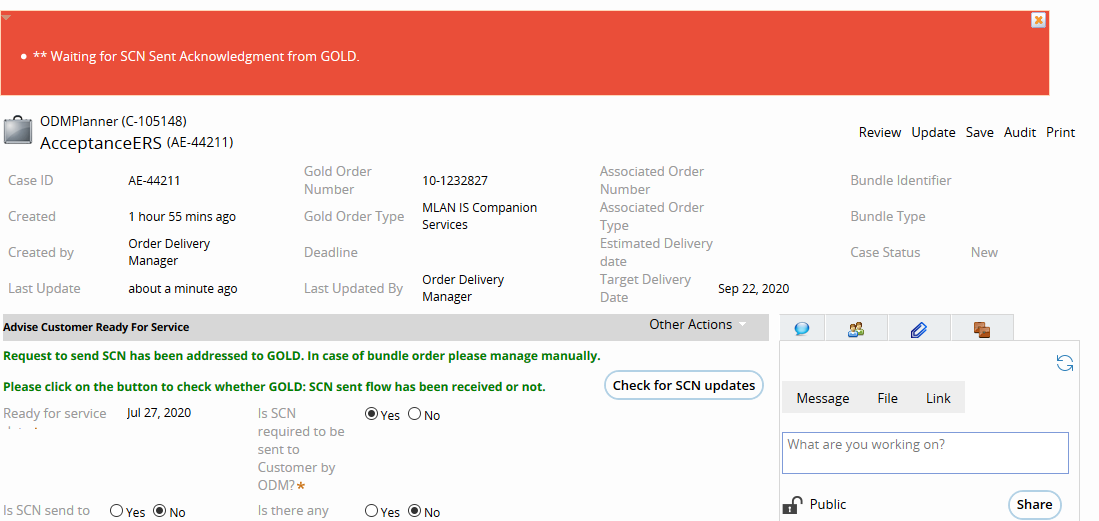 ** Waiting for SCN Sent Acknowledgment from GOLD.
ODMPlanner (C-105148)
AcceptanceERS (AE-44211)
Review Update Save Audit Print
Case ID AE-44211 Gold Order Number 10-1232827 Associated Order Number Bundle Identifier
Created 1 hour 55 mins ago Gold Order Type MLAN IS Companion Services Associated Order Type Bundle Type
Created by Order Delivery Manager Deadline Estimated Delivery date Case Status New
Last Update about a minute ago Last Updated By Order Delivery Manager Target Delivery Date Sep 22, 2020
Advise Customer Ready For Service Other Actions
Request to send SCN has been addressed to GOLD. In case of bundle order please manage manually.
Please click on the button to check whether GOLD: SCN sent flow has been received or not. Check for SCN updates
Ready for service Jul 27, 2020 Is SCN required to be sent to Customer by ODM?* Yes No
Is SCN send to Yes No Is there any Yes No
Message File Link
What are you working on?
Public Share